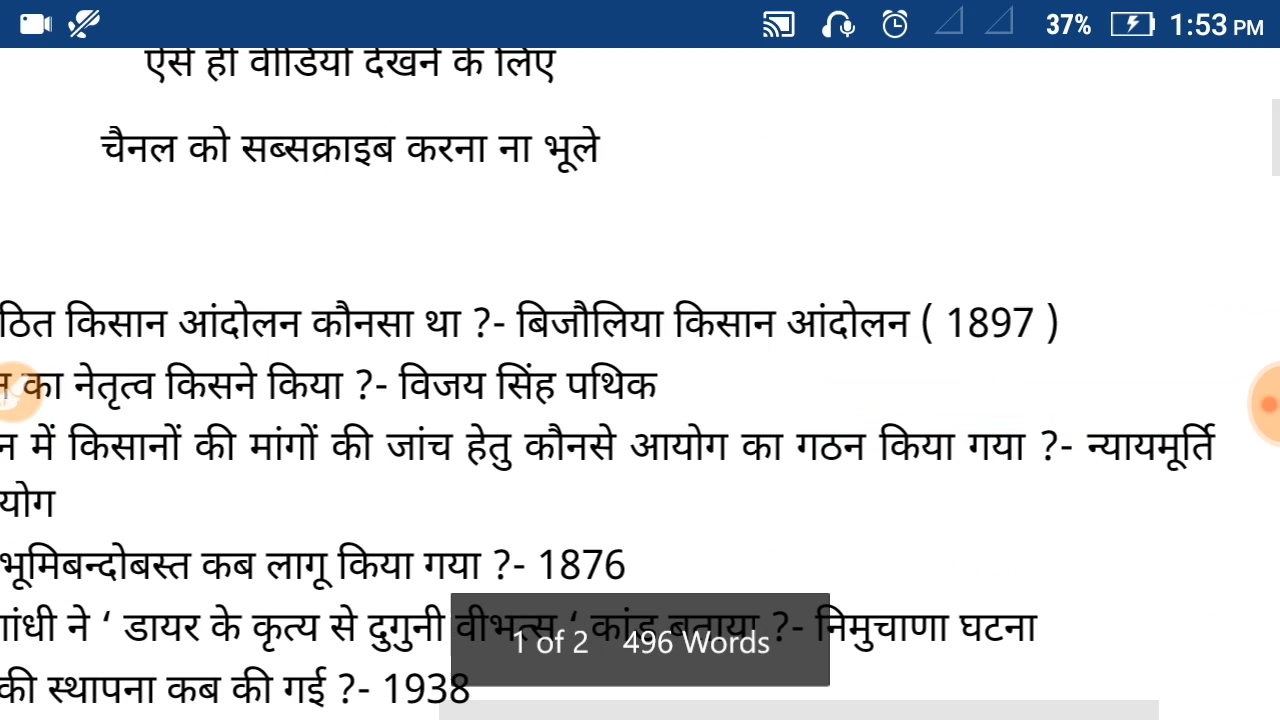 37% 1:53 PM
ऐसे ही वीडियो देखने के लिए
चैनल को सब्सक्राइब करना ना भूले
ठित किसान आंदोलन कौनसा था ?- बिजौलिया किसान आंदोलन ( 1897 )
का नेतृत्व किसने किया ?- विजय सिंह पथिक
न में किसानों की मांगों की जांच हेतु कौनसे आयोग का गठन किया गया ?- न्यायमूर्ति
योग
भूमिबन्दोबस्त कब लागू किया गया ?- 1876
गांधी ने ‘ डायर के कृत्य से दुगुनी वीभत्स ‘ कांड बताया ?- निमुचाणा घटना
1 of 2 496 Words
की स्थापना कब की गई ?- 1938